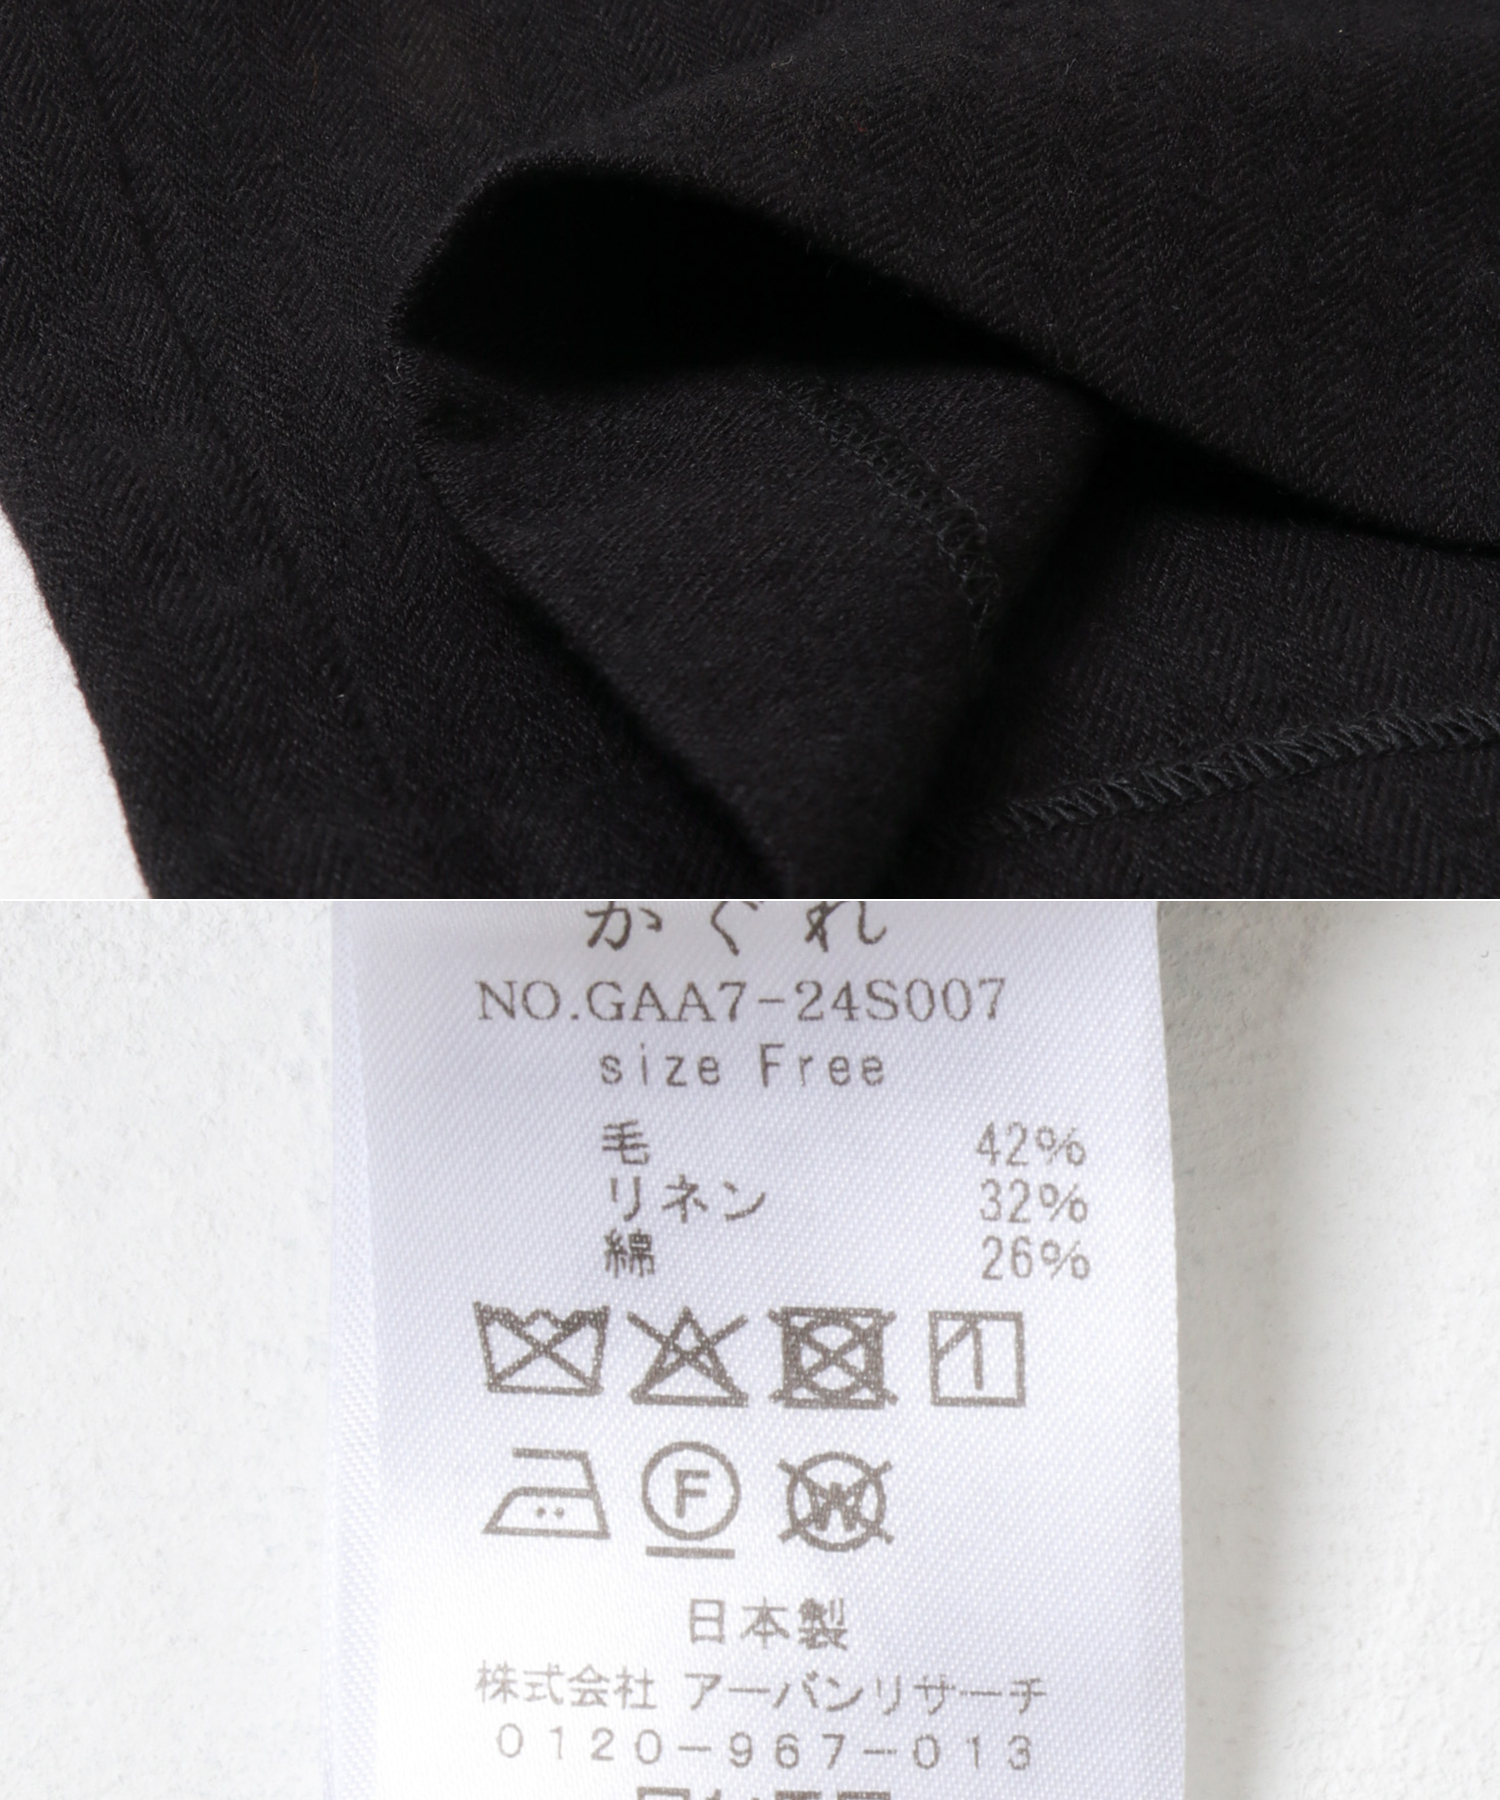 かぐれ
NO.GAA7-24S007
size Free
毛 42%
リネン 32%
綿 26%
F
W
日本製
株式会社 アーバンリサーチ
0120-967-013